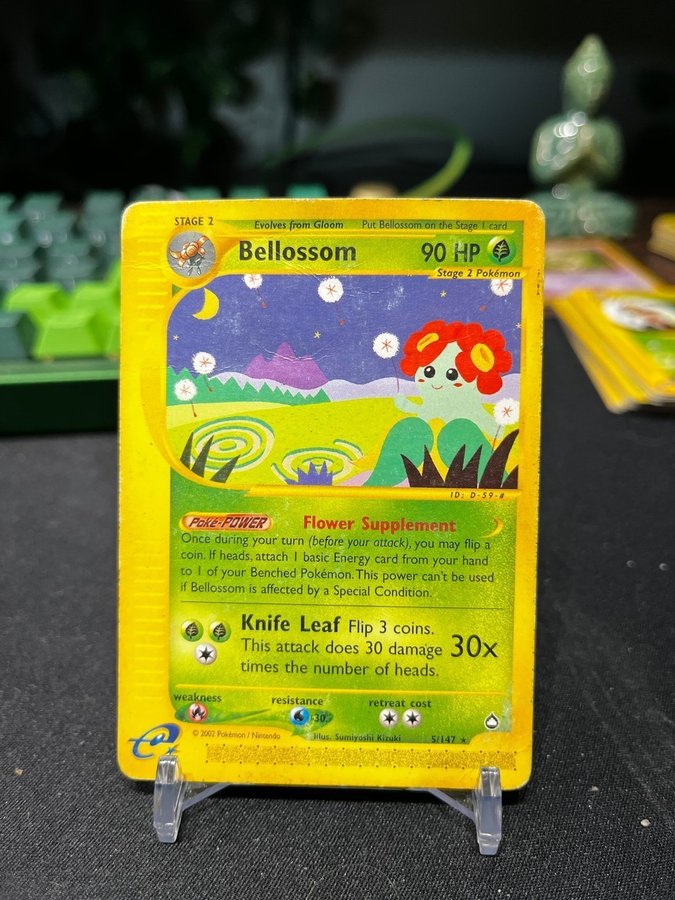 STAGE 2 Evolves from Gloom Put Bellossom on the Stage 1 card
Bellossom 90 HP
Stage 2 Pokémon
ID: D-59-#
Poké-POWER Flower Supplement
Once during your turn (before your attack), you may flip a
coin. If heads, attach 1 basic Energy card from your hand
to 1 of your Benched Pokémon. This power can't be used
if Bellossom is affected by a Special Condition.
Knife Leaf Flip 3 coins.
This attack does 30 damage 30x
times the number of heads.
weakness resistance retreat cost
-30
© 2002 Pokémon / Nintendo Illus. Sumiyoshi Kizuki 5/147 ★
e